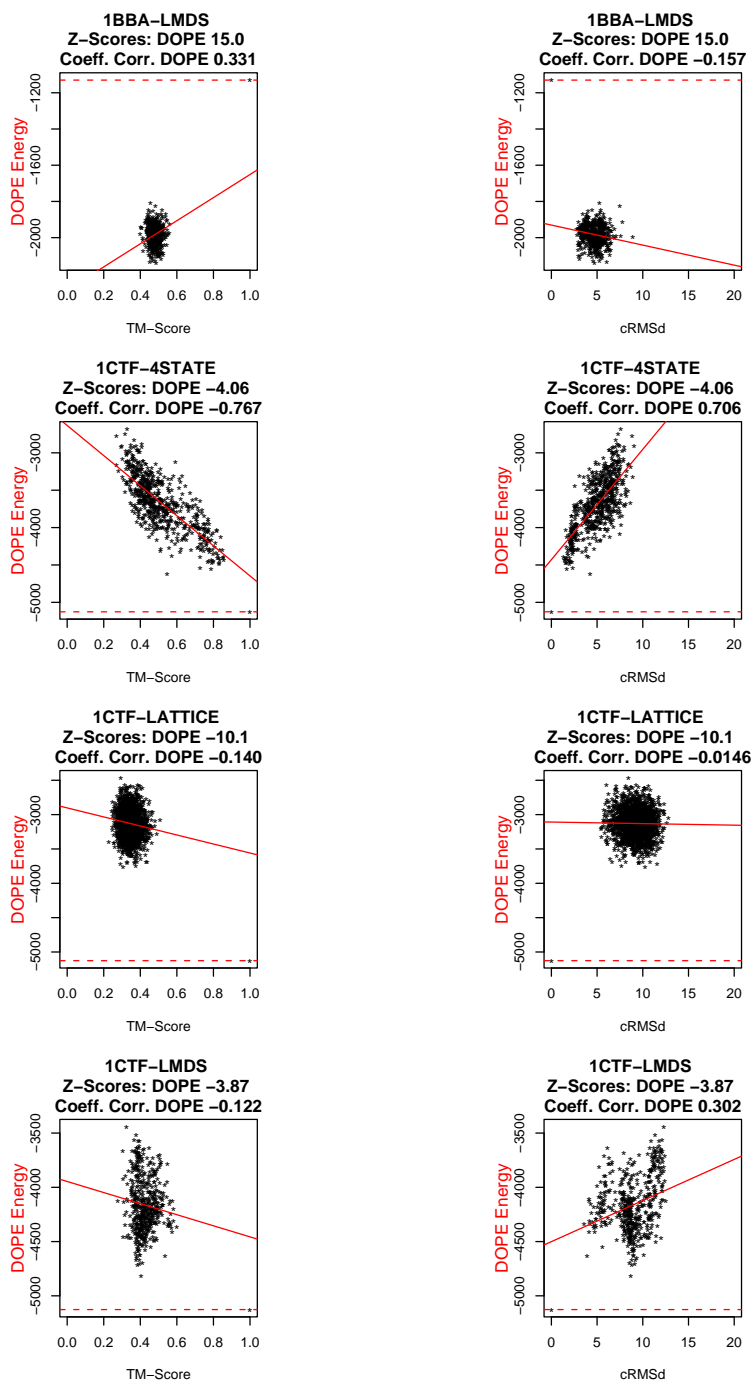 1BBA−LMDS
Z−Scores: DOPE 15.0
Coeff. Corr. DOPE 0.331
−1200
−1600
−2000
DOPE Energy
0.0 0.2 0.4 0.6 0.8 1.0
TM−Score
1BBA−LMDS
Z−Scores: DOPE 15.0
Coeff. Corr. DOPE −0.157
−1200
−1600
−2000
DOPE Energy
0 5 10 15 20
cRMSd
1CTF−4STATE
Z−Scores: DOPE −4.06
Coeff. Corr. DOPE −0.767
−3000
−4000
−5000
DOPE Energy
0.0 0.2 0.4 0.6 0.8 1.0
TM−Score
1CTF−4STATE
Z−Scores: DOPE −4.06
Coeff. Corr. DOPE 0.706
−3000
−4000
−5000
DOPE Energy
0 5 10 15 20
cRMSd
1CTF−LATTICE
Z−Scores: DOPE −10.1
Coeff. Corr. DOPE −0.140
−3000
−4000
−5000
DOPE Energy
0.0 0.2 0.4 0.6 0.8 1.0
TM−Score
1CTF−LATTICE
Z−Scores: DOPE −10.1
Coeff. Corr. DOPE −0.0146
−3000
−4000
−5000
DOPE Energy
0 5 10 15 20
cRMSd
1CTF−LMDS
Z−Scores: DOPE −3.87
Coeff. Corr. DOPE −0.122
−3500
−4000
−4500
−5000
DOPE Energy
0.0 0.2 0.4 0.6 0.8 1.0
TM−Score
1CTF−LMDS
Z−Scores: DOPE −3.87
Coeff. Corr. DOPE 0.302
−3500
−4000
−4500
−5000
DOPE Energy
0 5 10 15 20
cRMSd